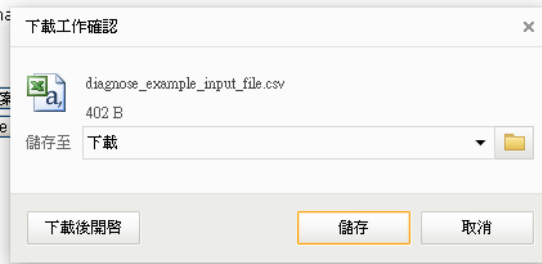 下載工作確認
diagnose_example_input_file.csv
402 B
儲存至 下載
下載後開啓 儲存 取消